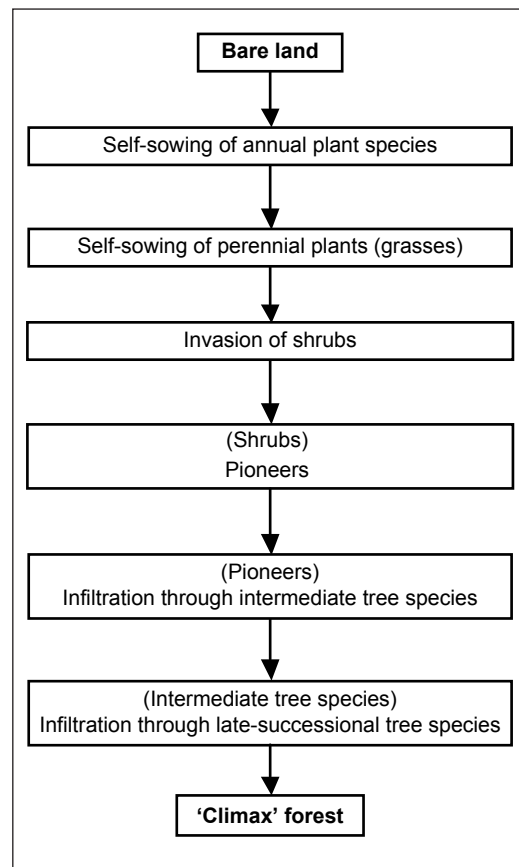 Bare land
Self-sowing of annual plant species
Self-sowing of perennial plants (grasses)
Invasion of shrubs
(Shrubs)
Pioneers
(Pioneers)
Infiltration through intermediate tree species
(Intermediate tree species)
Infiltration through late-successional tree species
‘Climax’ forest